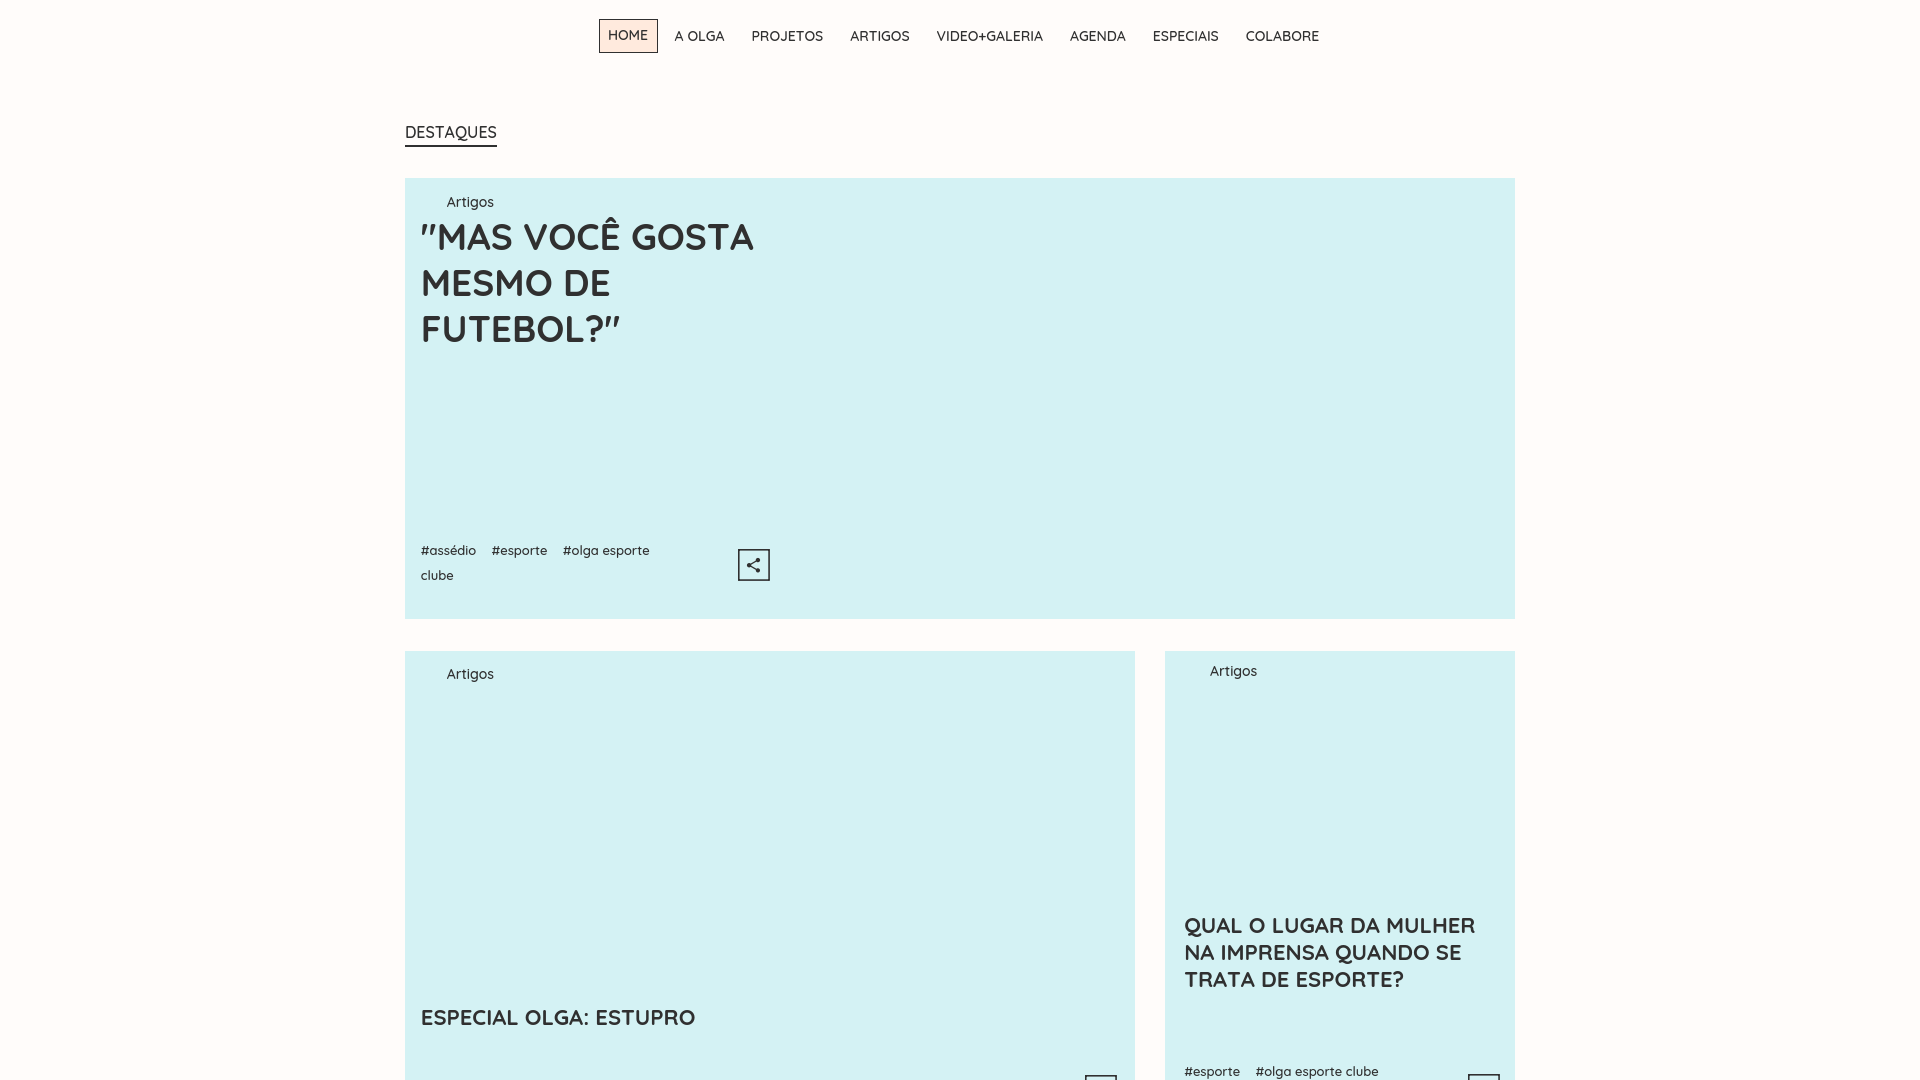 HOME A OLGA PROJETOS ARTIGOS VIDEO+GALERIA AGENDA ESPECIAIS COLABORE
DESTAQUES
Artigos
"MAS VOCÊ GOSTA
MESMO DE
FUTEBOL?"
#assédio #esporte #olga esporte
clube
Artigos
ESPECIAL OLGA: ESTUPRO
Artigos
QUAL O LUGAR DA MULHER
NA IMPRENSA QUANDO SE
TRATA DE ESPORTE?
#esporte #olga esporte clube